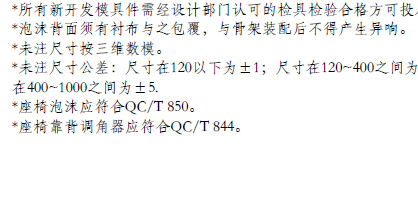 *所有新开发模具件需经设计部门认可的检具检验合格方可投
*泡沫背面须有衬布与之包覆，与骨架装配后不得产生异响。
*未注尺寸按三维数模。
*未注尺寸公差：尺寸在120以下为±1；尺寸在120~400之间为
在400~1000之间为±5.
*座椅泡沫应符合QC/T 850。
*座椅靠背调角器应符合QC/T 844。